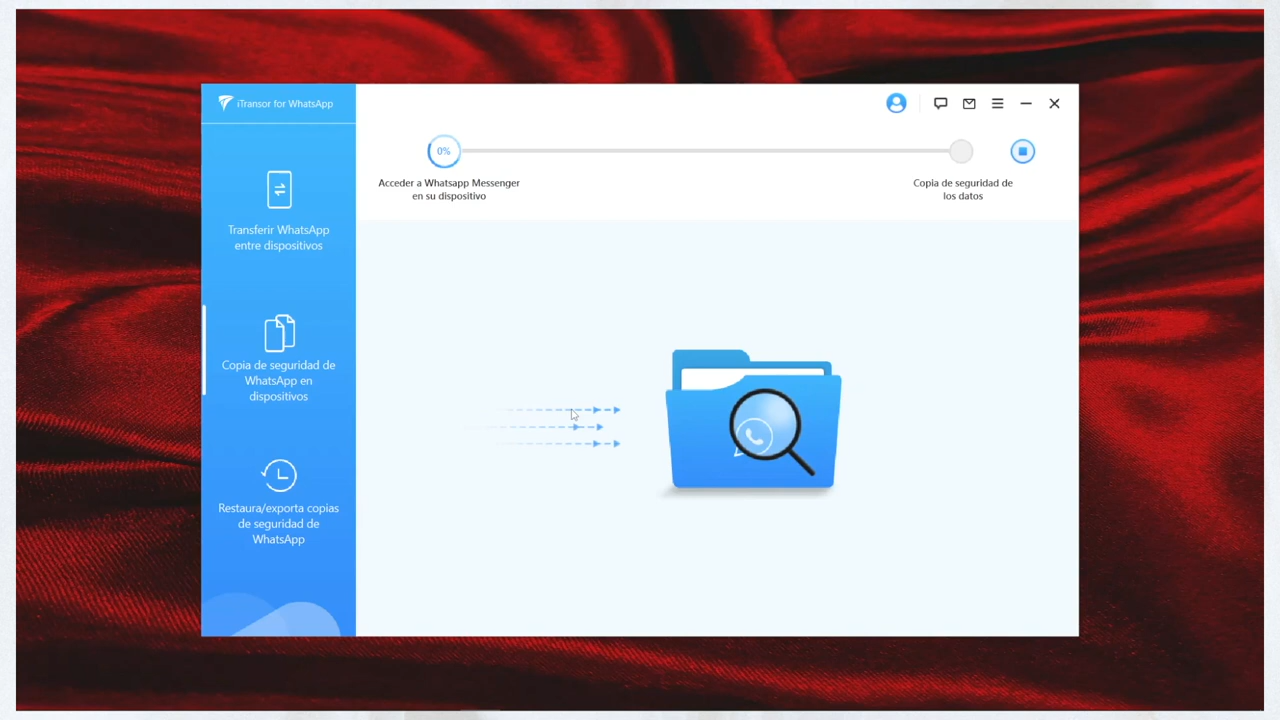 iTransor for WhatsApp
0%
Acceder a Whatsapp Messenger
en su dispositivo
Copia de seguridad de
los datos
Transferir WhatsApp
entre dispositivos
Copia de seguridad de
WhatsApp en
dispositivos
Restaura/exporta copias
de seguridad de
WhatsApp